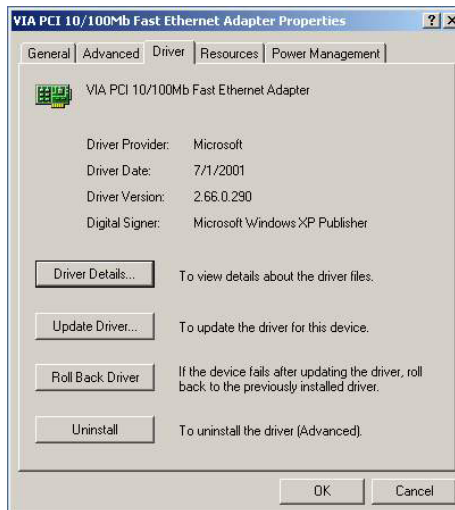 VIA PCI 10/100Mb Fast Ethernet Adapter Properties
General Advanced Driver Resources Power Management
VIA PCI 10/100Mb Fast Ethernet Adapter
Driver Provider: Microsoft
Driver Date: 7/1/2001
Driver Version: 2.66.0.290
Digital Signer: Microsoft Windows XP Publisher
Driver Details... To view details about the driver files.
Update Driver... To update the driver for this device.
Roll Back Driver If the device fails after updating the driver, roll
back to the previously installed driver.
Uninstall To uninstall the driver (Advanced).
OK Cancel